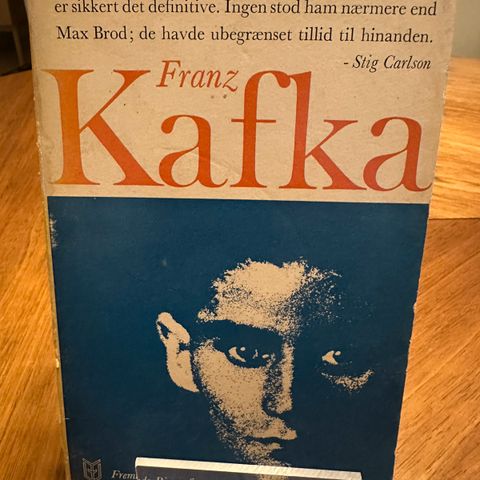 er sikkert det definitive. Ingen stod ham nærmere end
Max Brod; de havde ubegrænset tillid til hinanden.
- Stig Carlson
Franz
Kafka